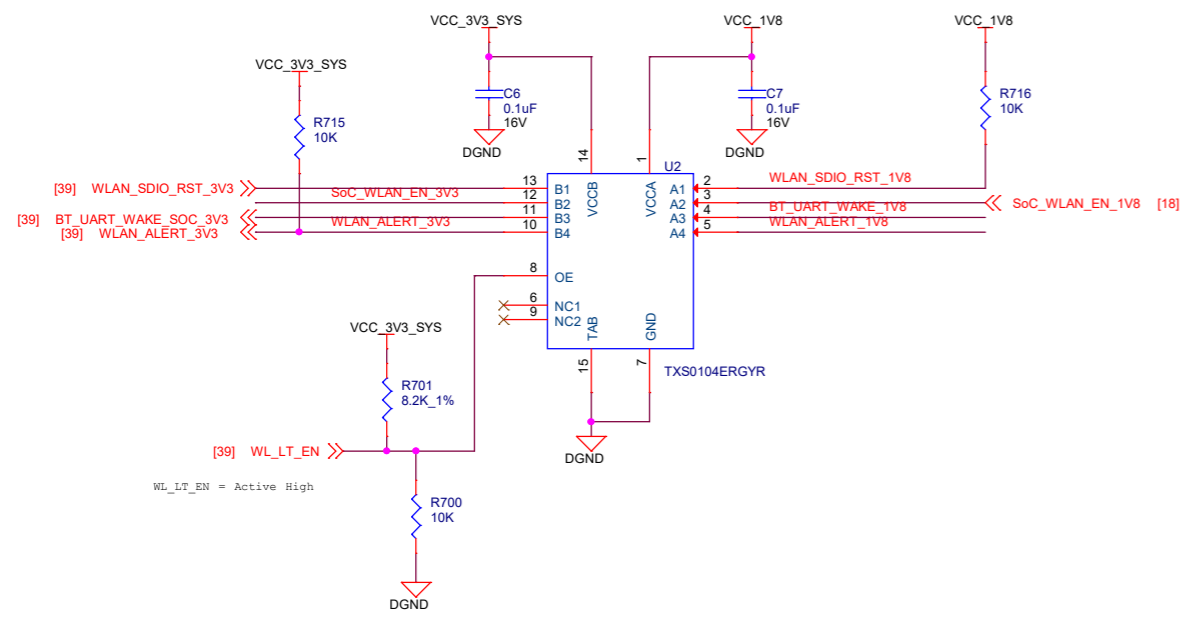 VCC_3V3_SYS
VCC_1V8
VCC_1V8
VCC_3V3_SYS
C6
0.1uF
16V
C7
0.1uF
16V
R716
10K
R715
10K
DGND
DGND
14
1
U2
[39] WLAN_SDIO_RST_3V3
13
B1
VCCB
VCCA
A1
2
WLAN_SDIO_RST_1V8
SoC_WLAN_EN_3V3
12
B2
A2
3
SoC_WLAN_EN_1V8 [18]
[39] BT_UART_WAKE_SOC_3V3
11
B3
A3
4
BT_UART_WAKE_1V8
[39] WLAN_ALERT_3V3
WLAN_ALERT_3V3
10
B4
A4
5
WLAN_ALERT_1V8
8
OE
6
NC1
9
NC2
TAB
GND
VCC_3V3_SYS
15
7
TXS0104ERGYR
R701
8.2K_1%
[39] WL_LT_EN
DGND
WL_LT_EN = Active High
R700
10K
DGND